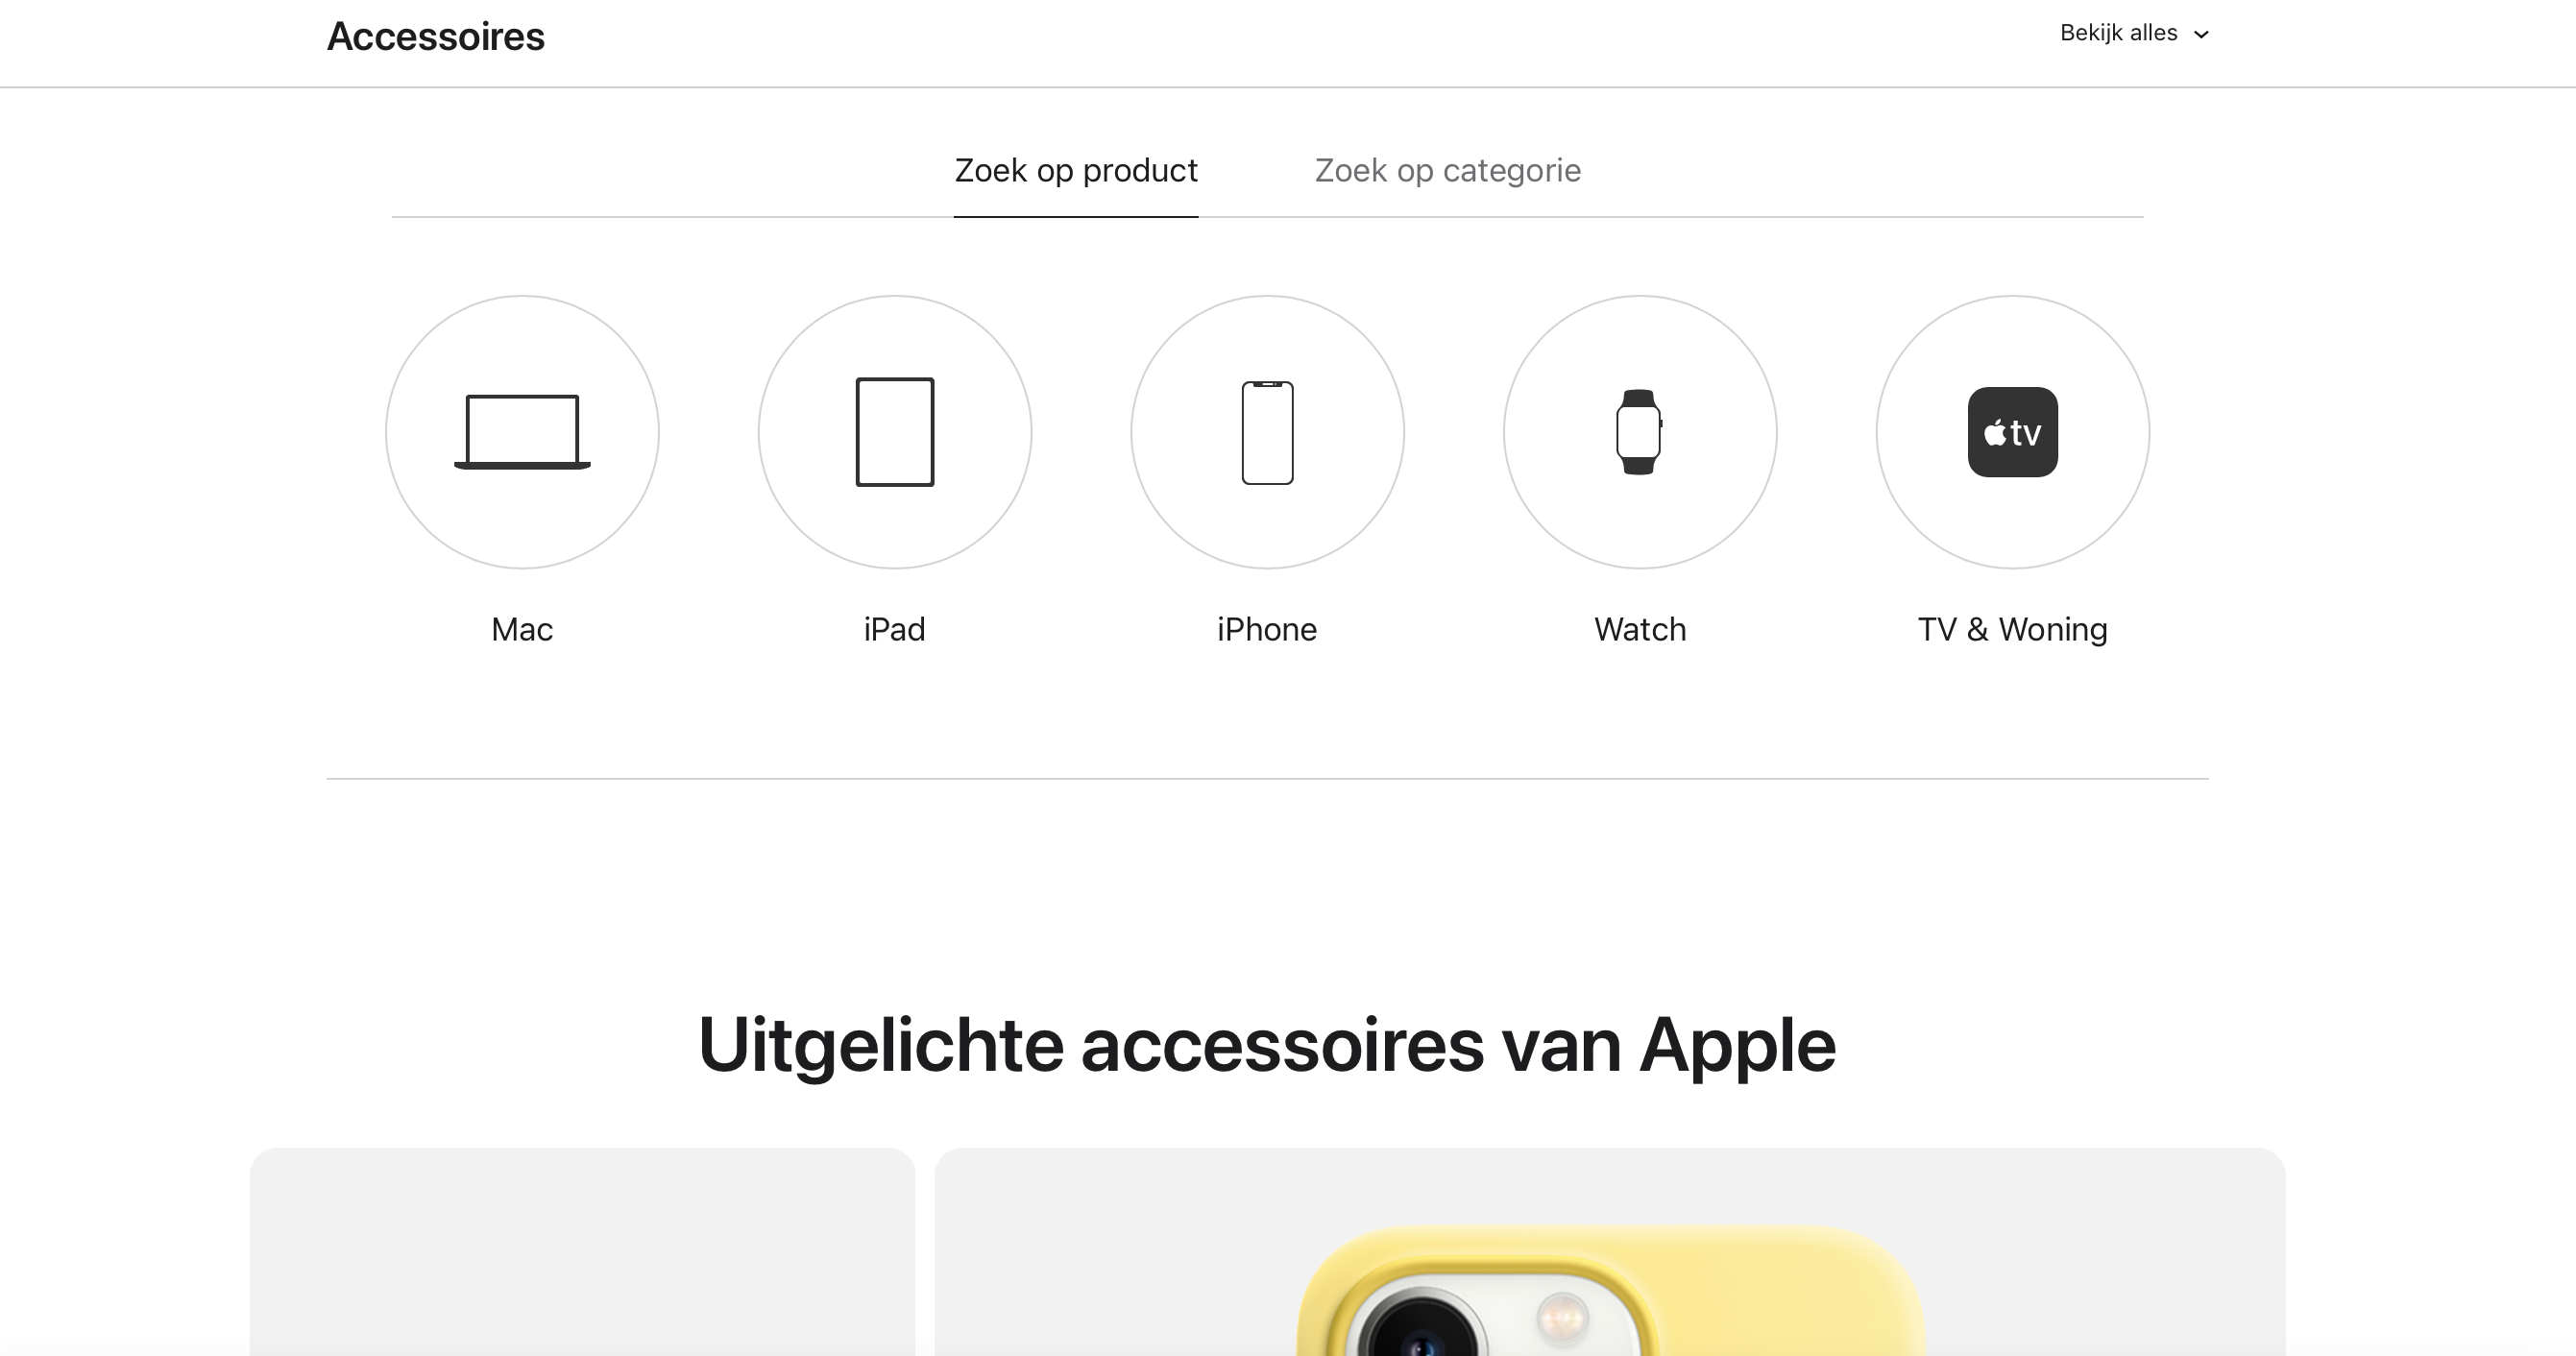 Accessoires
Bekijk alles
Zoek op product
Zoek op categorie
tv
Mac
iPad
iPhone
Watch
TV & Woning
Uitgelichte accessoires van Apple